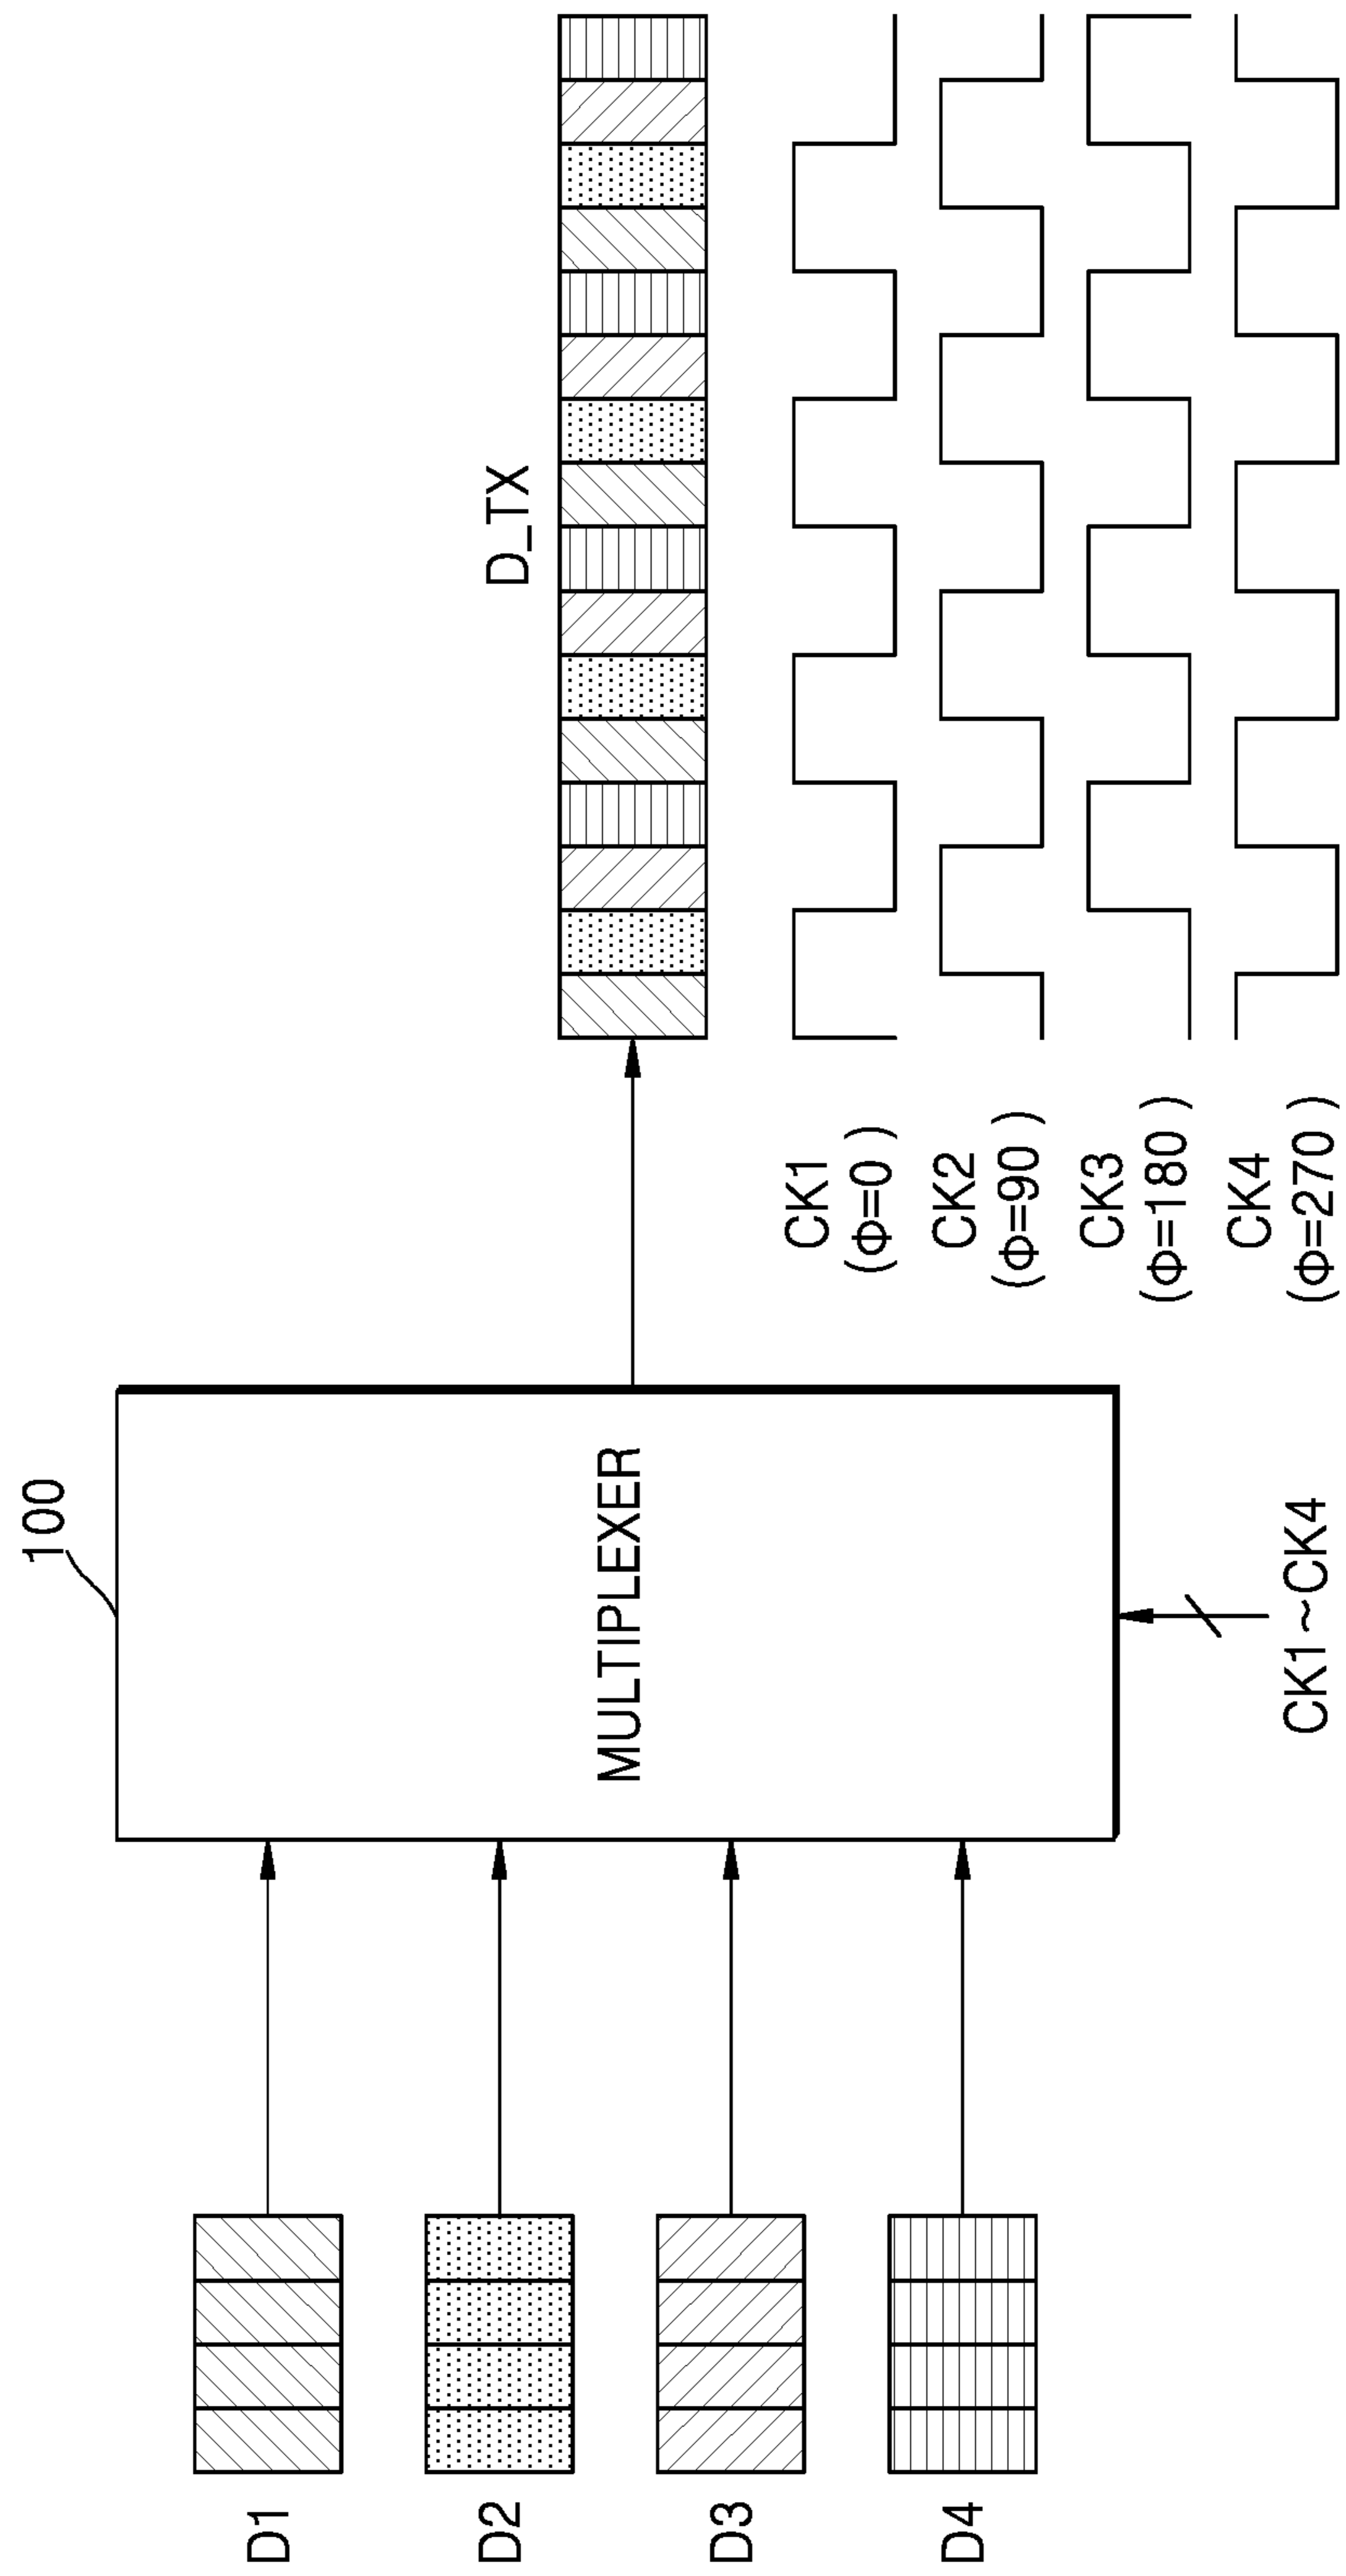 100
D1
D2
D3
D4
MULTIPLEXER
CK1~CK4
D_TX
CK1
(Φ=0 )
CK2
(Φ=90 )
CK3
(Φ=180 )
CK4
(Φ=270 )